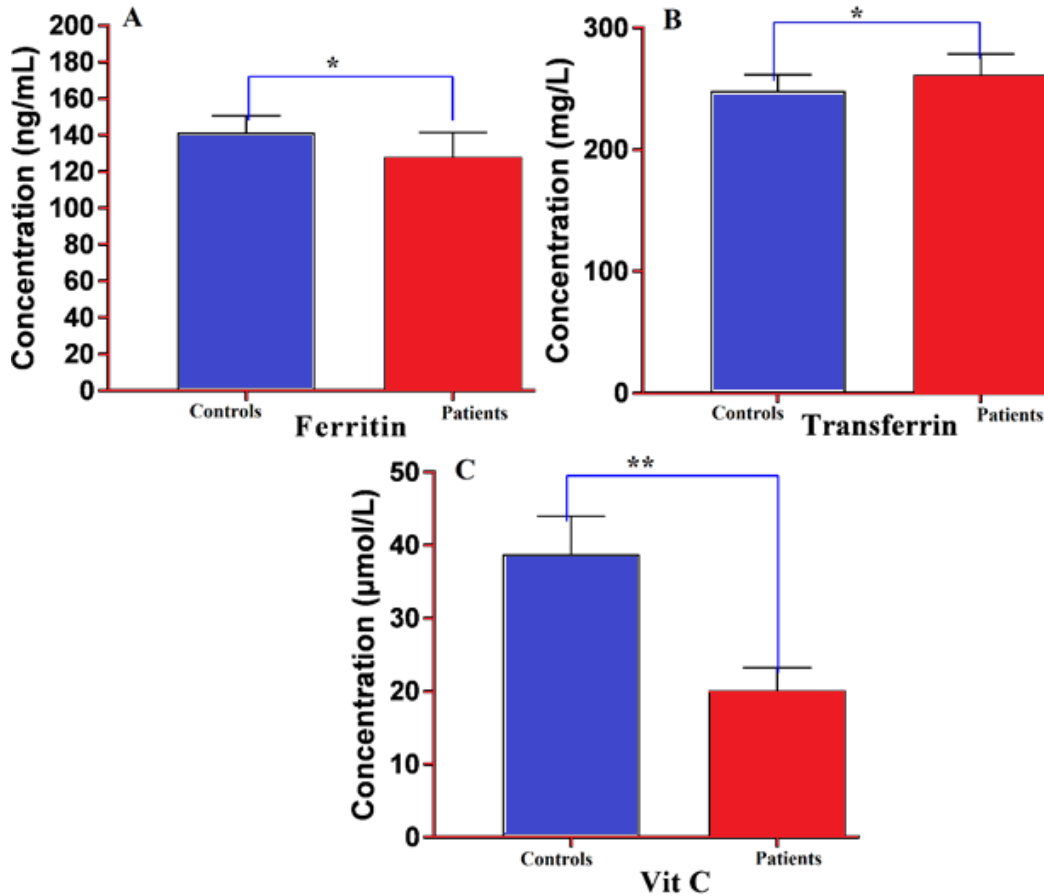 A
Concentration (ng/mL)
200
180
160
140
120
100
80
60
40
20
0
*
Controls
Patients
Ferritin
B
Concentration (mg/L)
300
200
100
0
*
Controls
Patients
Transferrin
C
Concentration (µmol/L)
50
40
30
20
10
0
**
Controls
Patients
Vit C